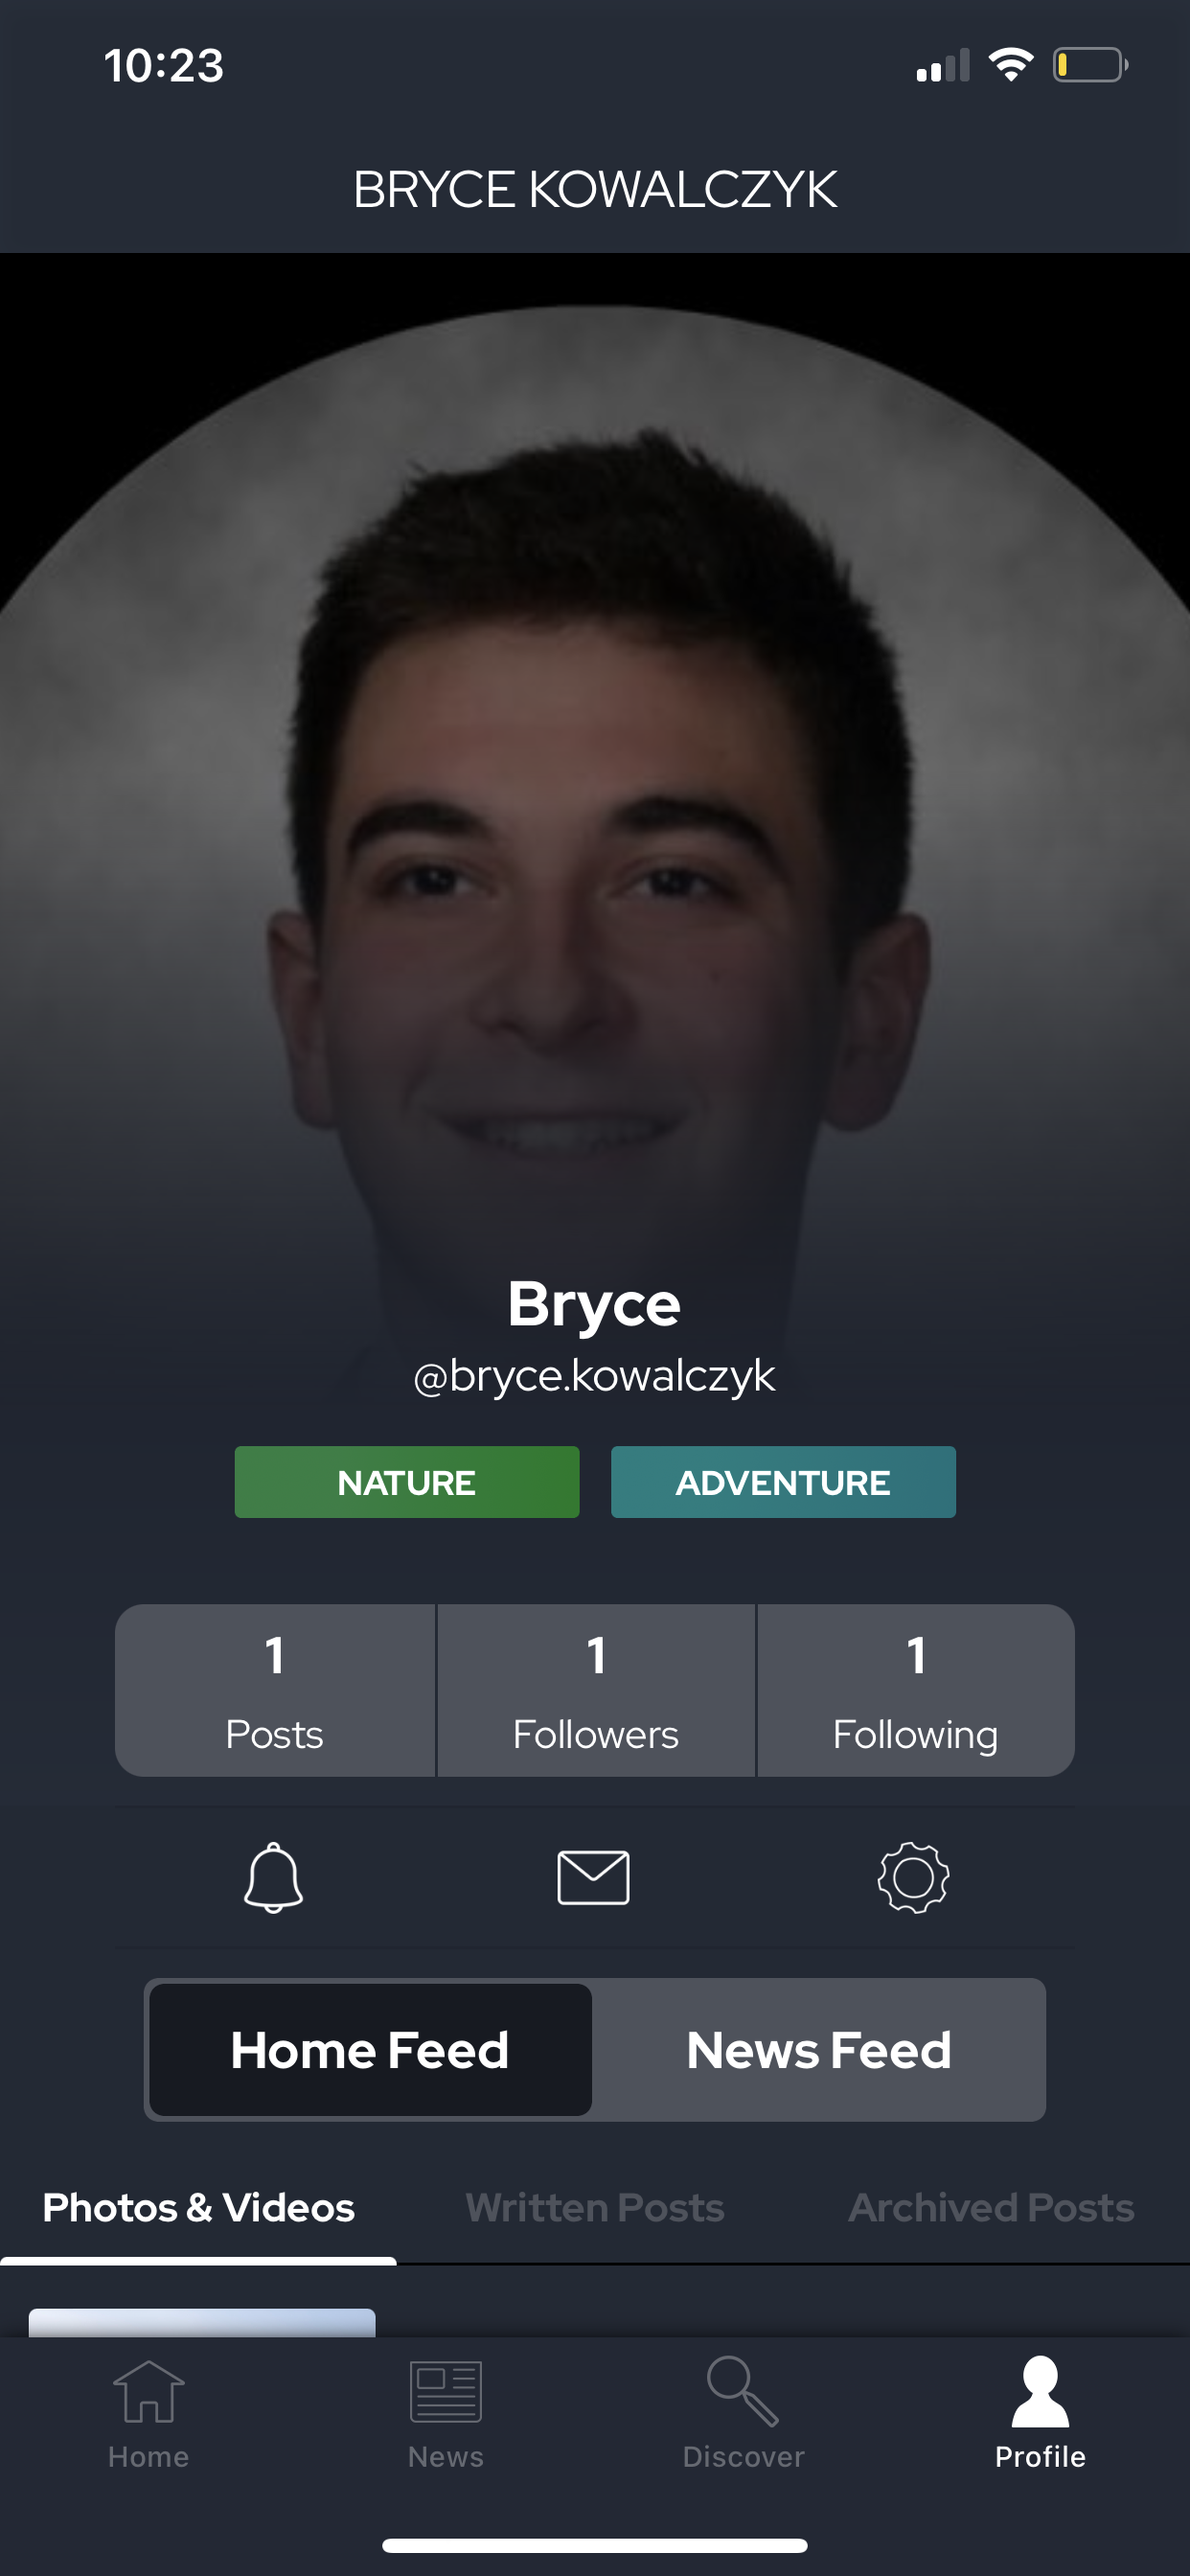 10:23
BRYCE KOWALCZYK
Bryce
@bryce.kowalczyk
NATURE ADVENTURE
1 1 1
Posts Followers Following
Home Feed News Feed
Photos & Videos Written Posts Archived Posts
Home News Discover Profile